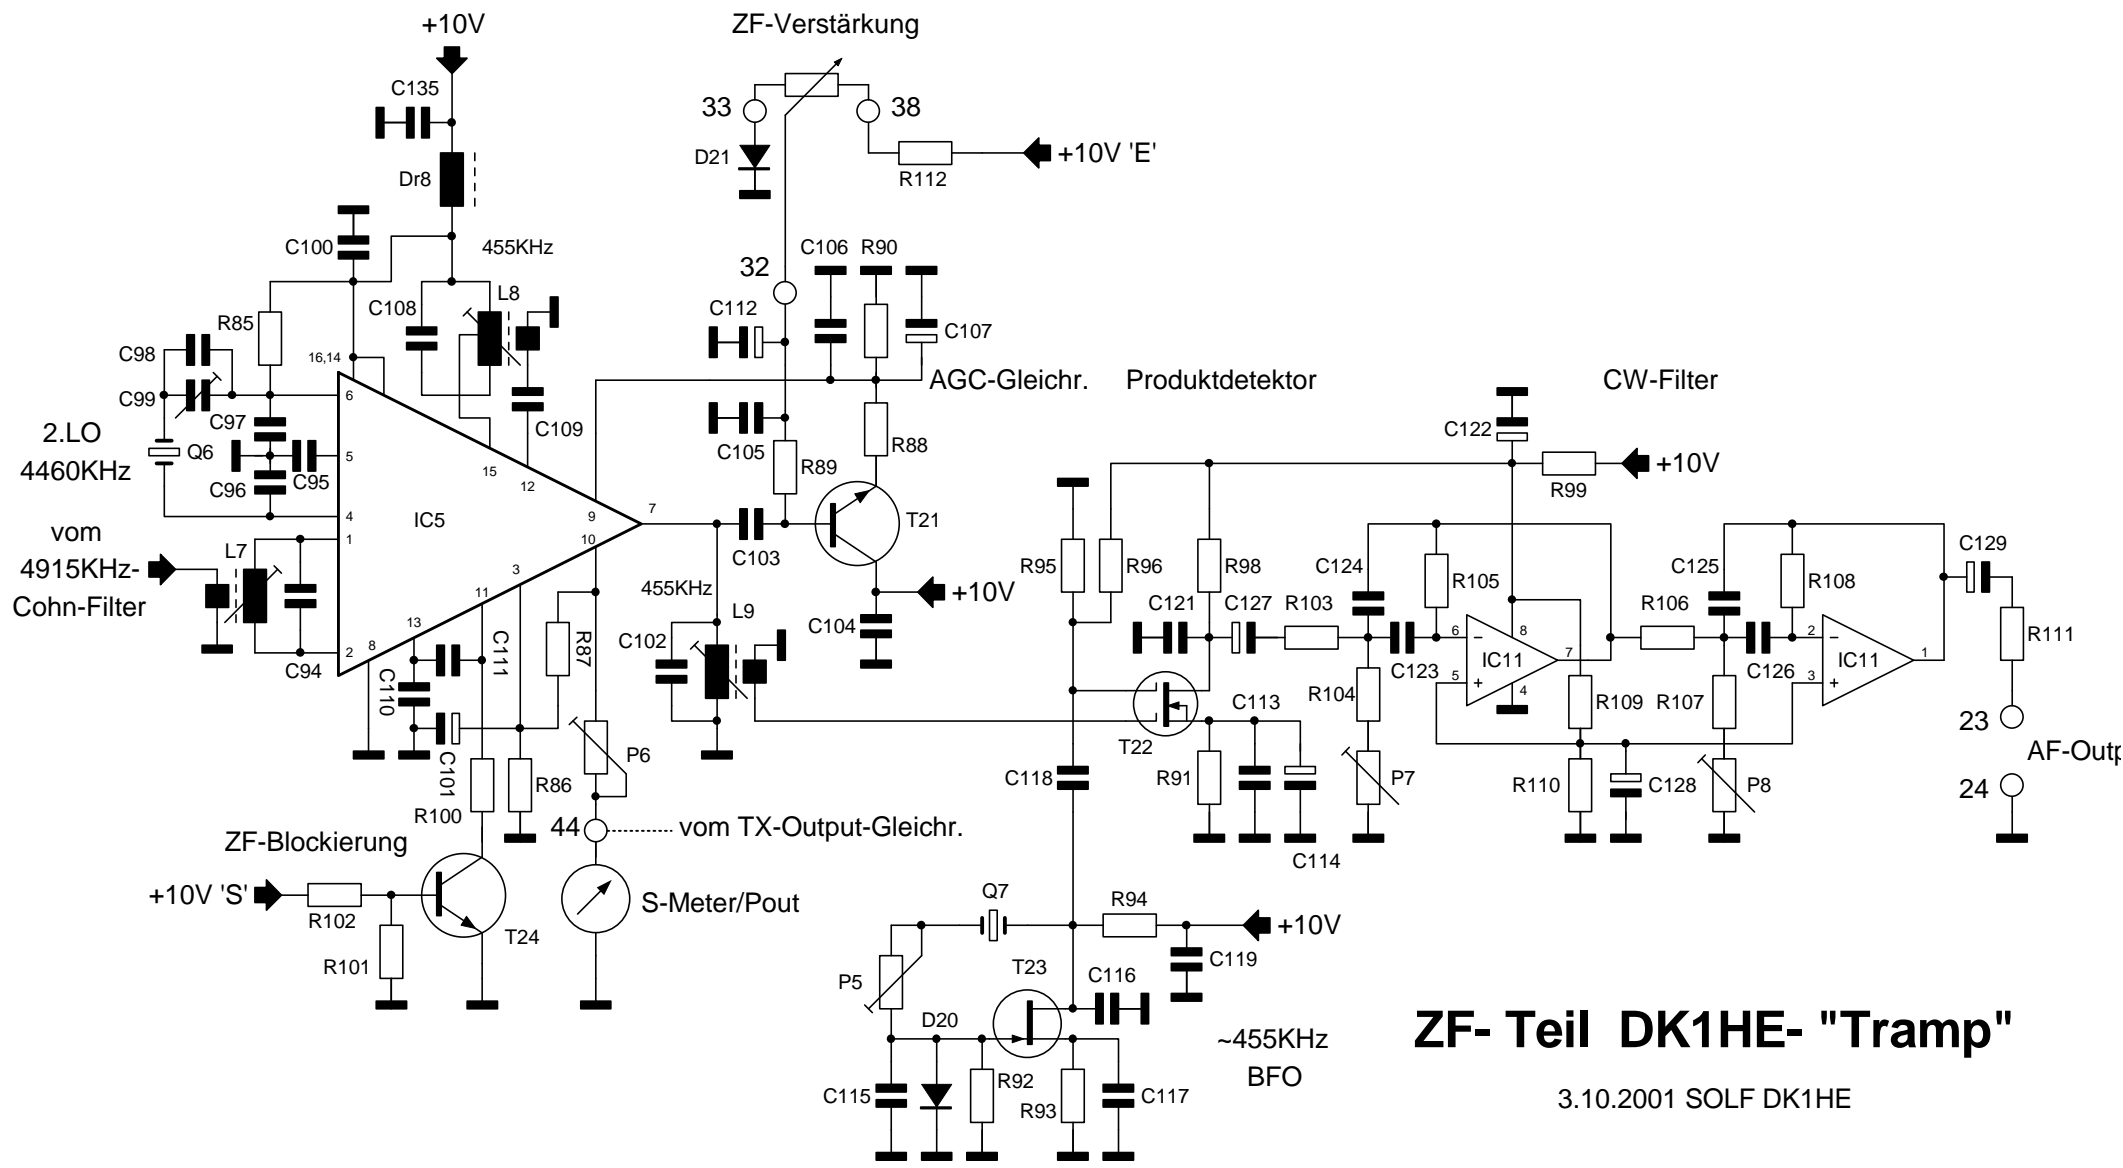 +10V
ZF-Verstärkung
C135
33
38
D21
R112
+10V 'E'
Dr8
C100
455KHz
C106
R90
32
C108
L8
C112
C107
R85
C98
16,14
AGC-Gleichr.
Produktdetektor
CW-Filter
C99
6
C97
C109
C105
R88
C122
2.LO
4460KHz
Q6
5
C96
C95
15
12
R89
+10V
R99
4
IC5
9
7
T21
vom
4915KHz-
Cohn-Filter
1
L7
10
C103
3
11
455KHz
+10V
R95
R96
R98
C124
R105
C125
R108
C129
13
8
2
C94
C111
R87
C102
L9
C104
C121
C127
R103
6
−
8
IC11
7
R106
2
−
IC11
1
R111
C123
5
+
4
C126
3
+
C110
C101
R104
R109
R107
23
T22
C113
P6
R86
R100
C118
R91
P7
R110
C128
P8
24
AF-Outp
44
vom TX-Output-Gleichr.
C114
ZF-Blockierung
+10V 'S'
R102
T24
S-Meter/Pout
Q7
R94
+10V
R101
P5
T23
C116
C119
D20
~455KHz
BFO
ZF- Teil DK1HE- "Tramp"
C115
R92
R93
C117
3.10.2001 SOLF DK1HE